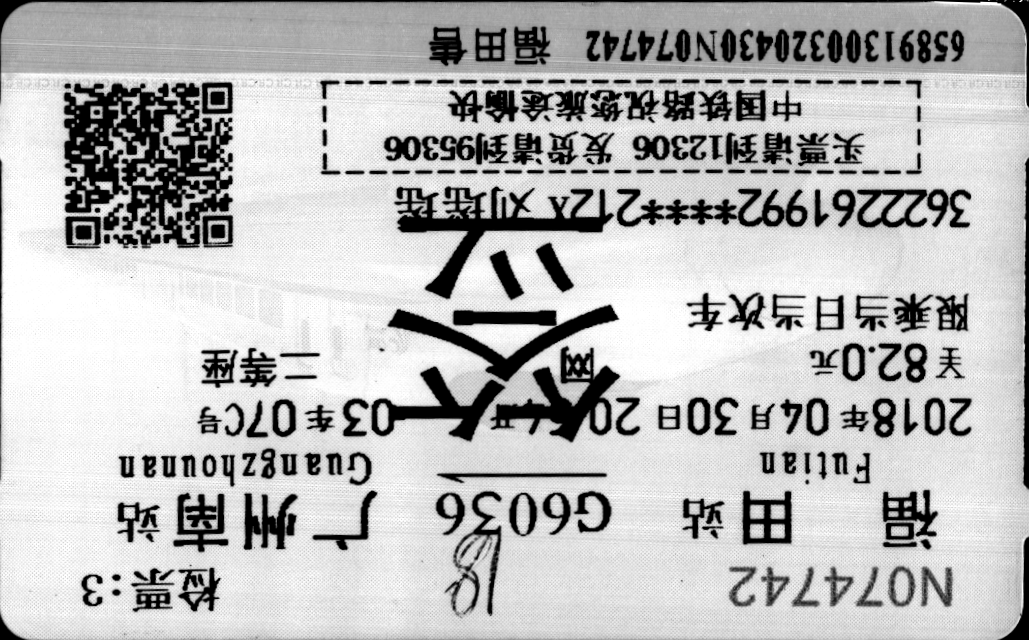 N074742 检票:3
18
福田站 G6036 广州南站
Futian Guangzhounan
2018年04月30日 开 03车07C号
￥82.0元 网 二等座
签
限乘当日当次车
3622261992****212X 刘瑶瑶
买票请到12306 发货请到95306
中国铁路祝您旅途愉快
65891300320430N074742 福田售